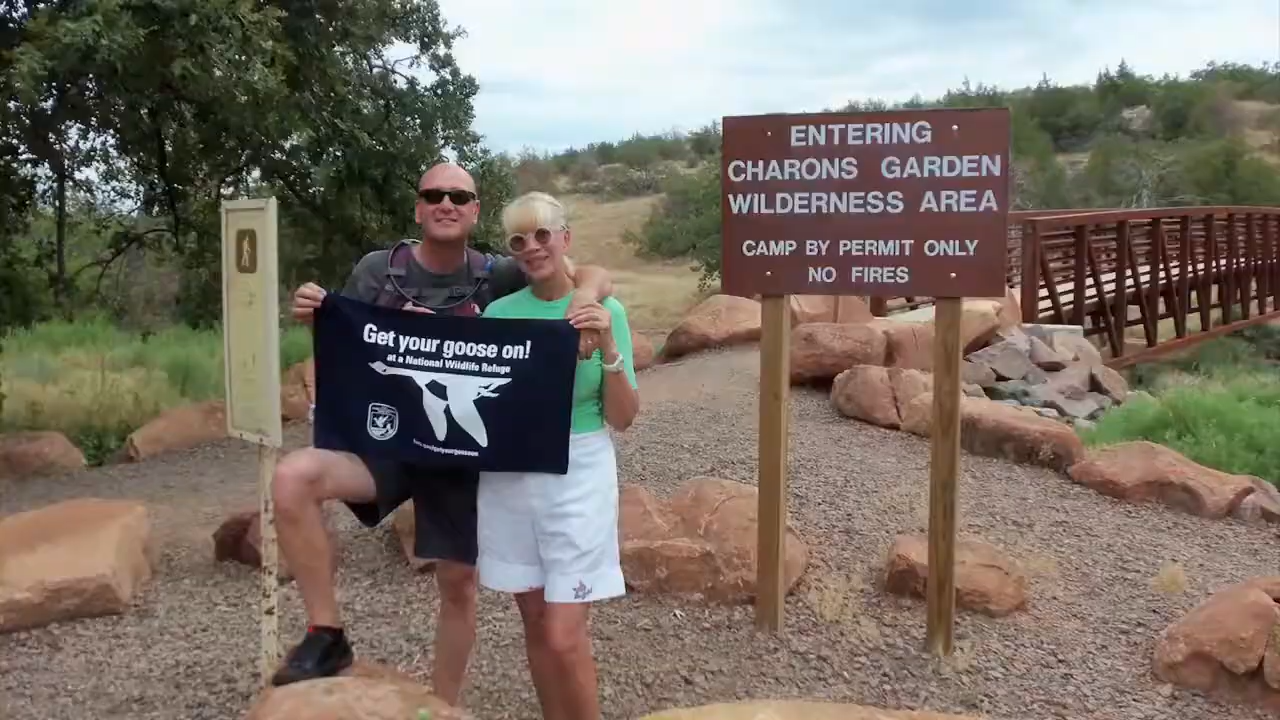 Get your goose on!
at a National Wildlife Refuge
ENTERING
CHARONS GARDEN
WILDERNESS AREA
CAMP BY PERMIT ONLY
NO FIRES